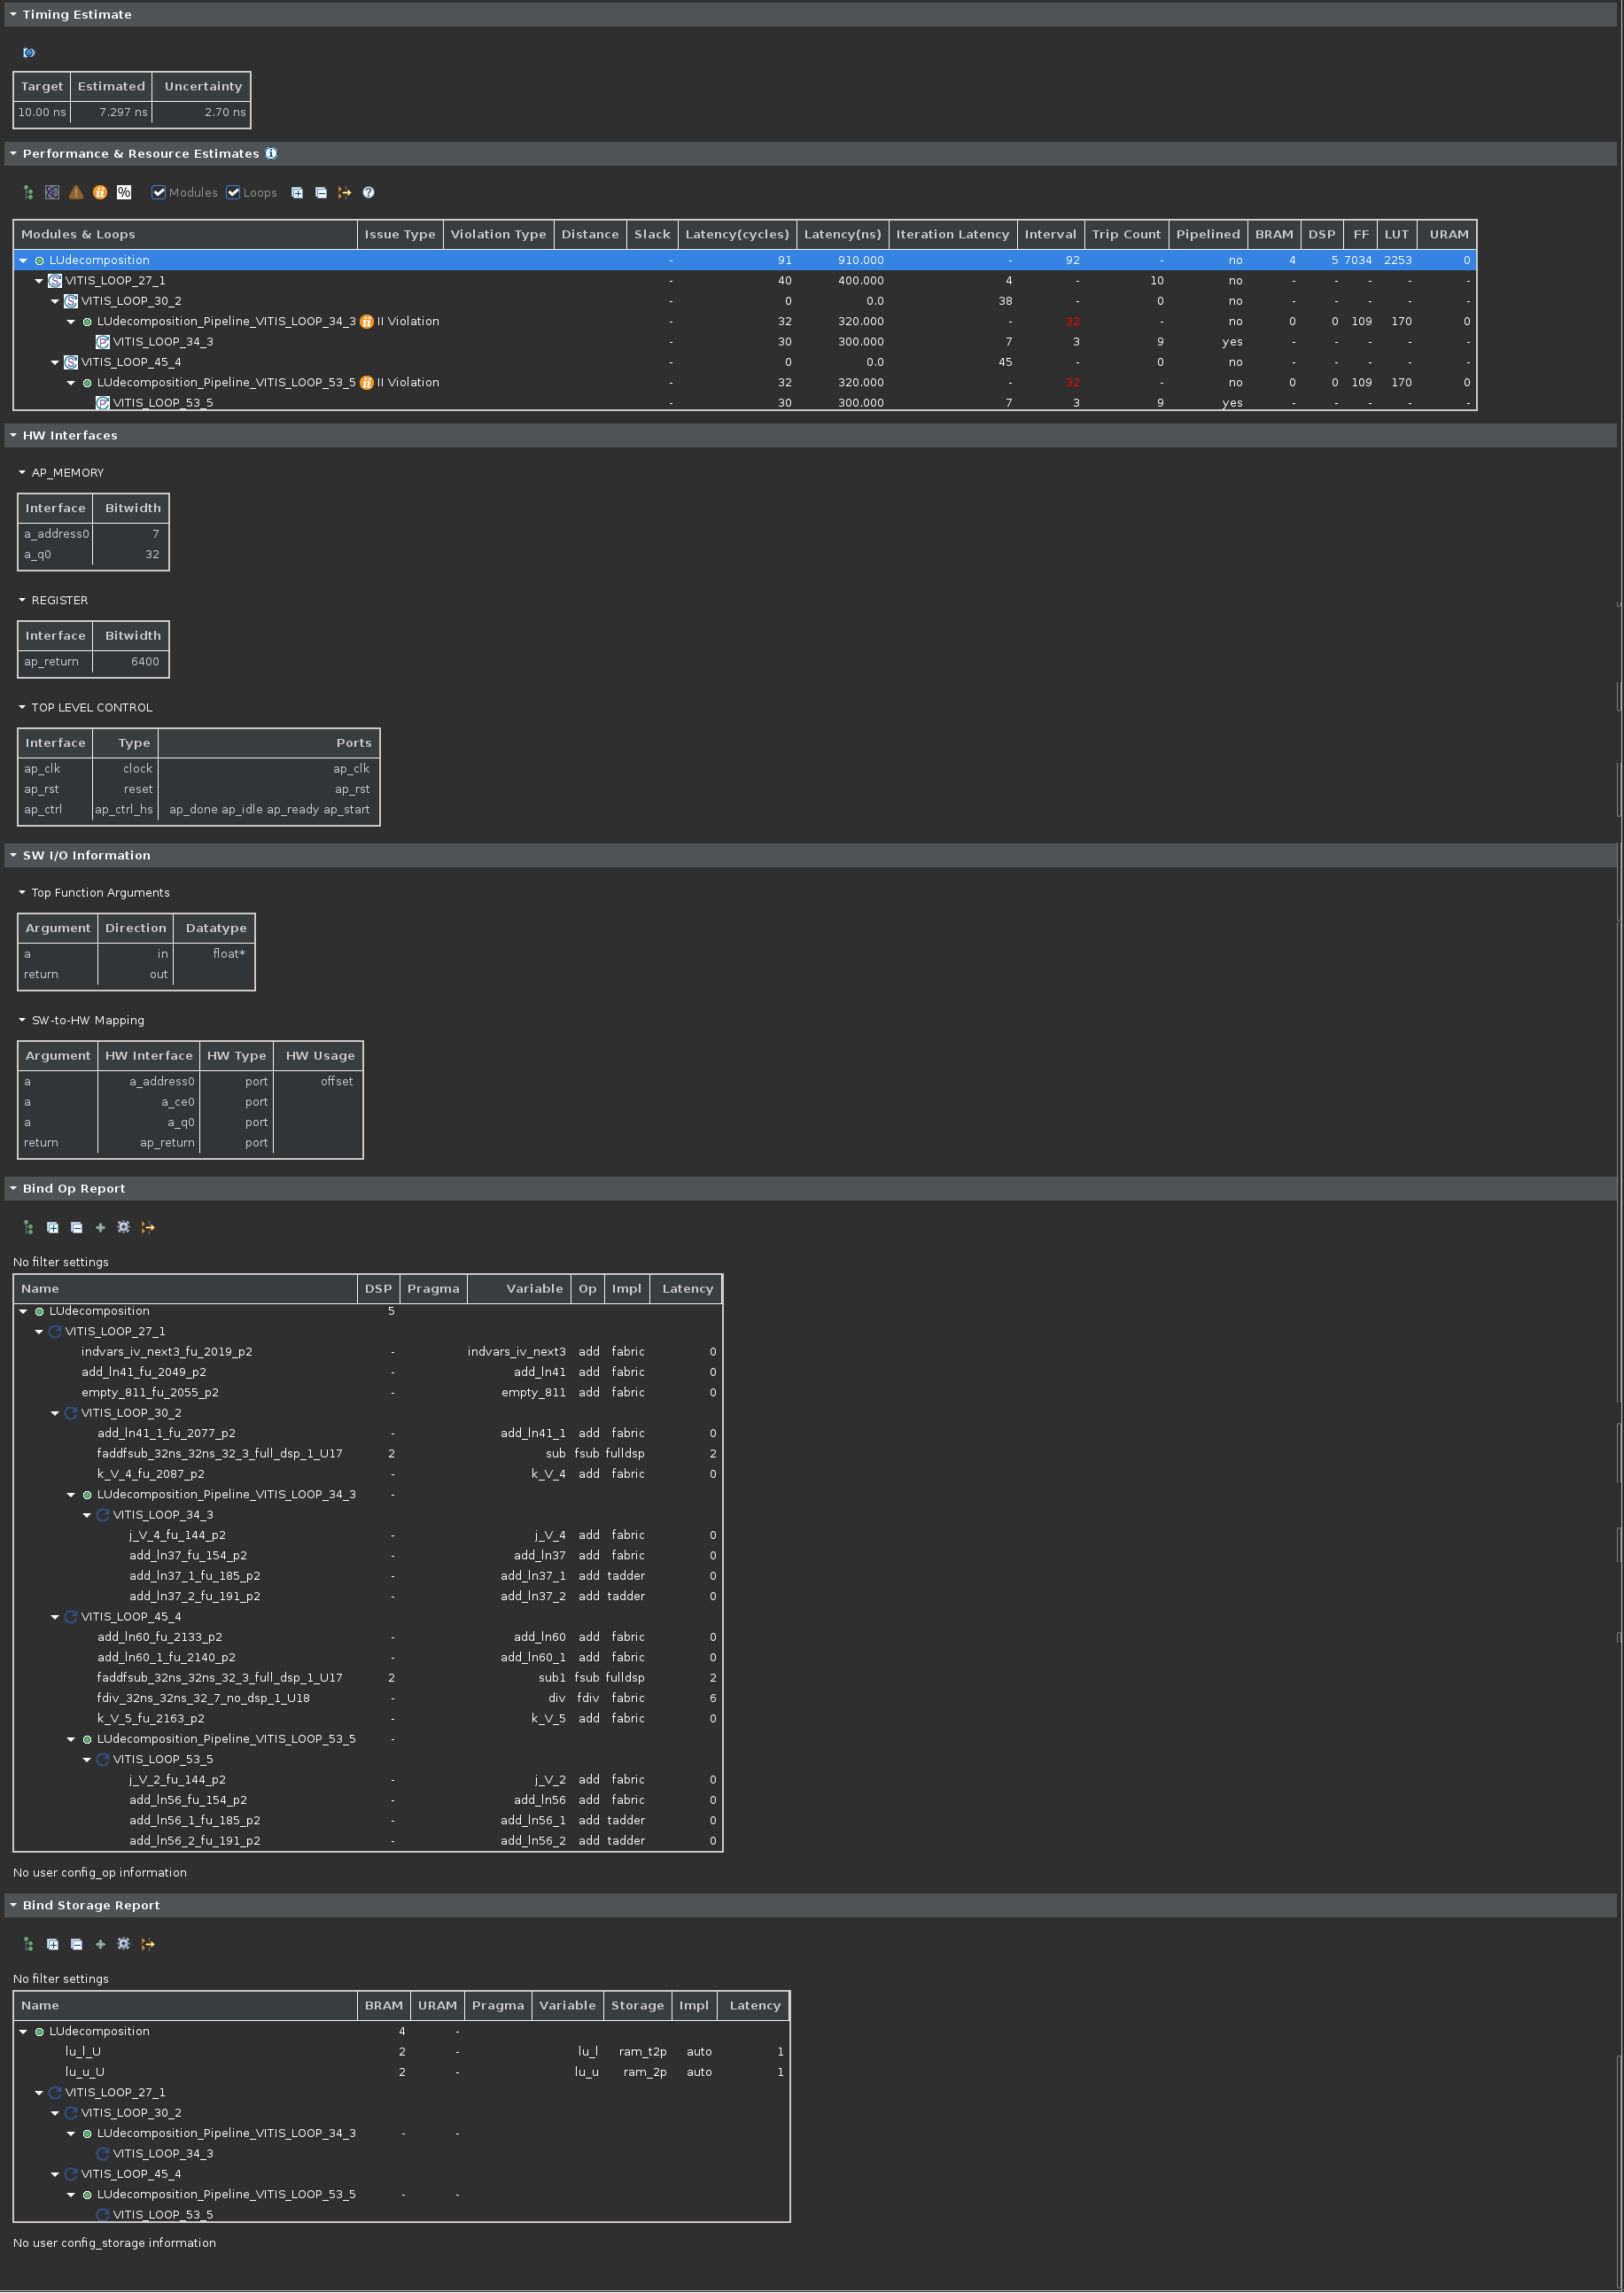 Timing Estimate
Target Estimated Uncertainty
10.00 ns 7.297 ns 2.70 ns
Performance & Resource Estimates
% Modules Loops
Modules & Loops Issue Type Violation Type Distance Slack Latency(cycles) Latency(ns) Iteration Latency Interval Trip Count Pipelined BRAM DSP FF LUT URAM
LUdecomposition - 91 910.000 - 92 - no 4 5 7034 2253 0
VITIS_LOOP_27_1 - 40 400.000 4 - 10 no - - - - -
VITIS_LOOP_30_2 - 0 0.0 38 - 0 no - - - - -
LUdecomposition_Pipeline_VITIS_LOOP_34_3 II Violation - 32 320.000 - 32 - no 0 0 109 170 0
VITIS_LOOP_34_3 - 30 300.000 7 3 9 yes - - - - -
VITIS_LOOP_45_4 - 0 0.0 45 - 0 no - - - - -
LUdecomposition_Pipeline_VITIS_LOOP_53_5 II Violation - 32 320.000 - 32 - no 0 0 109 170 0
VITIS_LOOP_53_5 - 30 300.000 7 3 9 yes - - - - -
HW Interfaces
AP_MEMORY
Interface Bitwidth
a_address0 7
a_q0 32
REGISTER
Interface Bitwidth
ap_return 6400
TOP LEVEL CONTROL
Interface Type Ports
ap_clk clock ap_clk
ap_rst reset ap_rst
ap_ctrl ap_ctrl_hs ap_done ap_idle ap_ready ap_start
SW I/O Information
Top Function Arguments
Argument Direction Datatype
a in float*
return out
SW-to-HW Mapping
Argument HW Interface HW Type HW Usage
a a_address0 port offset
a a_ce0 port
a a_q0 port
return ap_return port
Bind Op Report
No filter settings
Name DSP Pragma Variable Op Impl Latency
LUdecomposition 5
VITIS_LOOP_27_1
indvars_iv_next3_fu_2019_p2 - indvars_iv_next3 add fabric 0
add_ln41_fu_2049_p2 - add_ln41 add fabric 0
empty_811_fu_2055_p2 - empty_811 add fabric 0
VITIS_LOOP_30_2
add_ln41_1_fu_2077_p2 - add_ln41_1 add fabric 0
faddfsub_32ns_32ns_32_3_full_dsp_1_U17 2 sub fsub fulldsp 2
k_V_4_fu_2087_p2 - k_V_4 add fabric 0
LUdecomposition_Pipeline_VITIS_LOOP_34_3 -
VITIS_LOOP_34_3
j_V_4_fu_144_p2 - j_V_4 add fabric 0
add_ln37_fu_154_p2 - add_ln37 add fabric 0
add_ln37_1_fu_185_p2 - add_ln37_1 add tadder 0
add_ln37_2_fu_191_p2 - add_ln37_2 add tadder 0
VITIS_LOOP_45_4
add_ln60_fu_2133_p2 - add_ln60 add fabric 0
add_ln60_1_fu_2140_p2 - add_ln60_1 add fabric 0
faddfsub_32ns_32ns_32_3_full_dsp_1_U17 2 sub1 fsub fulldsp 2
fdiv_32ns_32ns_32_7_no_dsp_1_U18 - div fdiv fabric 6
k_V_5_fu_2163_p2 - k_V_5 add fabric 0
LUdecomposition_Pipeline_VITIS_LOOP_53_5 -
VITIS_LOOP_53_5
j_V_2_fu_144_p2 - j_V_2 add fabric 0
add_ln56_fu_154_p2 - add_ln56 add fabric 0
add_ln56_1_fu_185_p2 - add_ln56_1 add tadder 0
add_ln56_2_fu_191_p2 - add_ln56_2 add tadder 0
No user config_op information
Bind Storage Report
No filter settings
Name BRAM URAM Pragma Variable Storage Impl Latency
LUdecomposition 4 -
lu_l_U 2 - lu_l ram_t2p auto 1
lu_u_U 2 - lu_u ram_2p auto 1
VITIS_LOOP_27_1
VITIS_LOOP_30_2
LUdecomposition_Pipeline_VITIS_LOOP_34_3 - -
VITIS_LOOP_34_3
VITIS_LOOP_45_4
LUdecomposition_Pipeline_VITIS_LOOP_53_5 - -
VITIS_LOOP_53_5
No user config_storage information